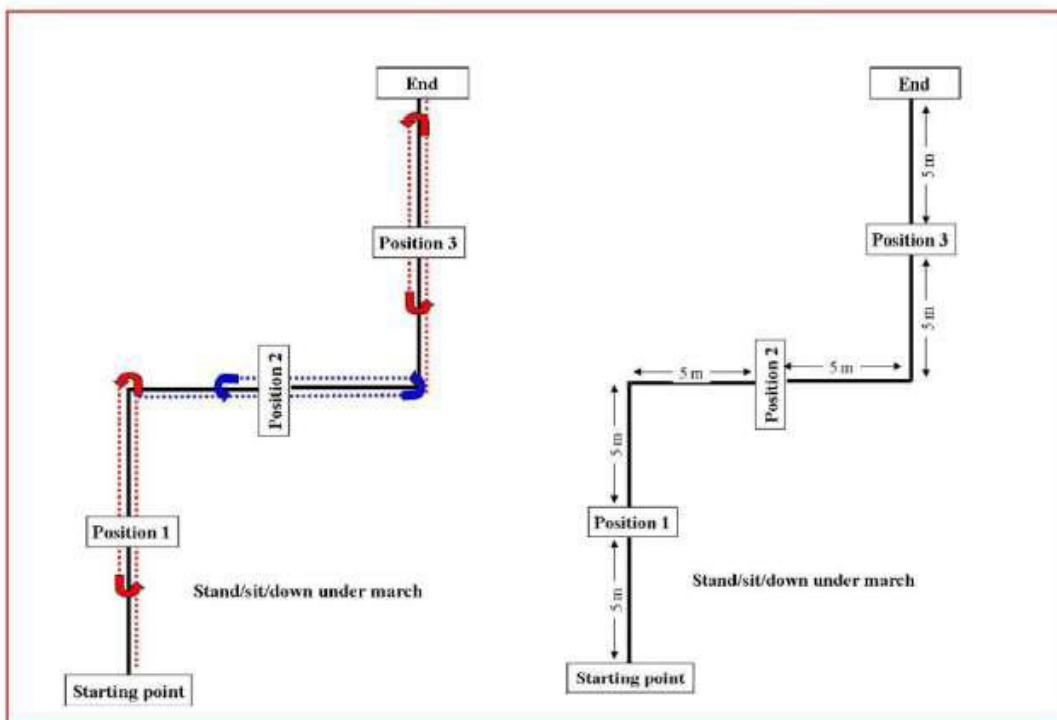 End
Position 3
Position 2
Position 1
Stand/sit/down under march
Starting point
End
5 m
Position 3
5 m
5 m
Position 2
5 m
5 m
Position 1
5 m
Stand/sit/down under march
Starting point